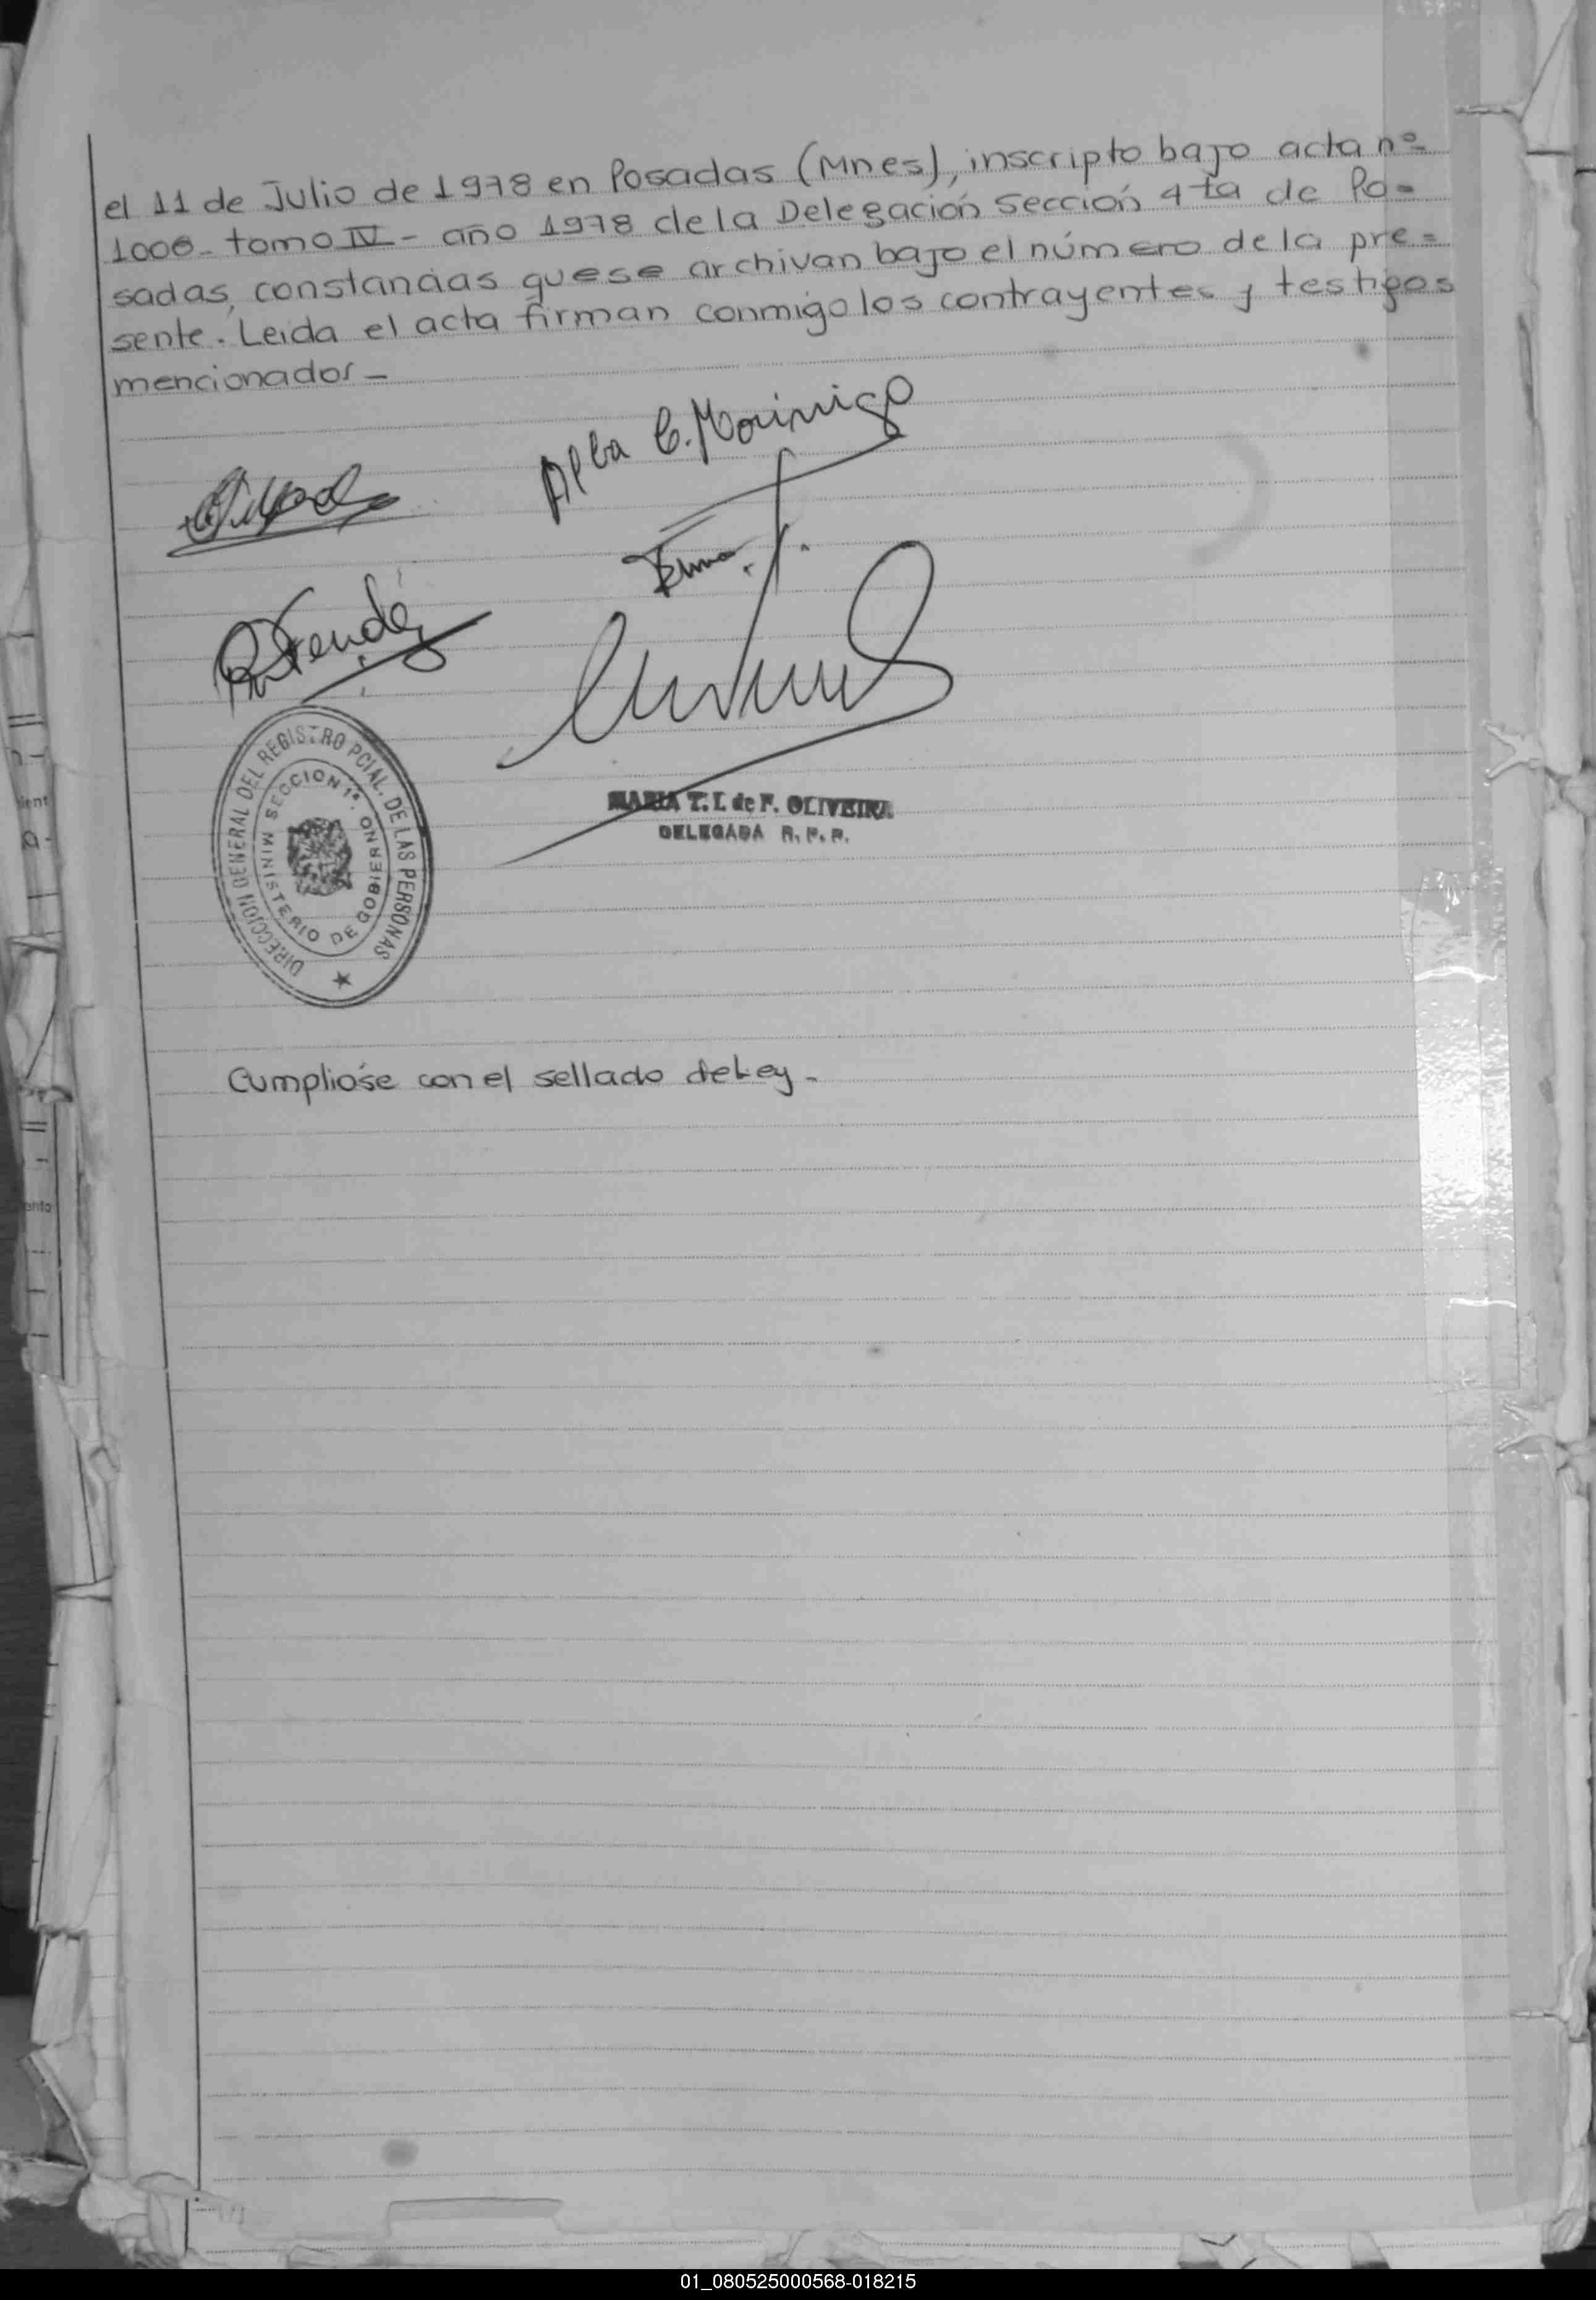 el 11 de Julio de 1978 en Posadas (Mnes), inscripto bajo acta nº
1006- tomo IV - año 1978 de la Delegación Sección 4ta de Po=
sadas, constancias que se archivan bajo el número de la pre=
sente. Leída el acta firman conmigo los contrayentes y testigos
mencionados-
Alba C. Morinigo
DIRECCION GENERAL DEL REGISTRO PCIAL. DE LAS PERSONAS
SECCION 1ª. MINISTERIO DE GOBIERNO
MARIA T. I. de F. OLIVEIRA
DELEGADA R. P. P.
Cumpliose con el sellado de Ley-
01_080525000568-018215